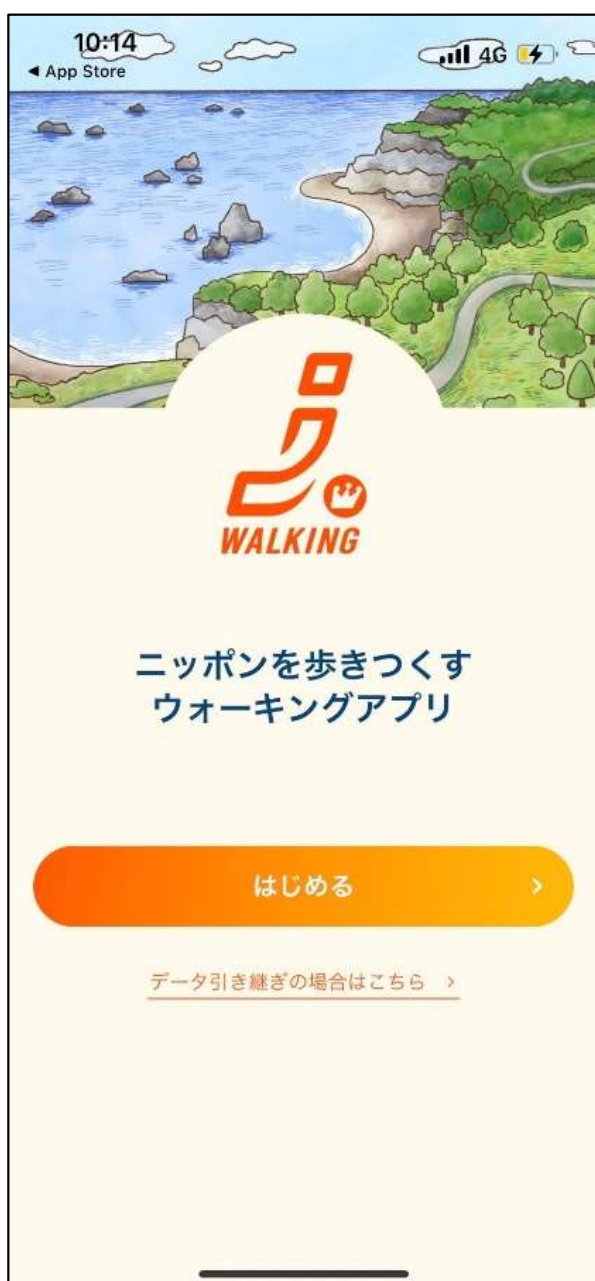 10:14
4G
◀ App Store
WALKING
ニッポンを歩きつくす
ウォーキングアプリ
はじめる
データ引き継ぎの場合はこちら